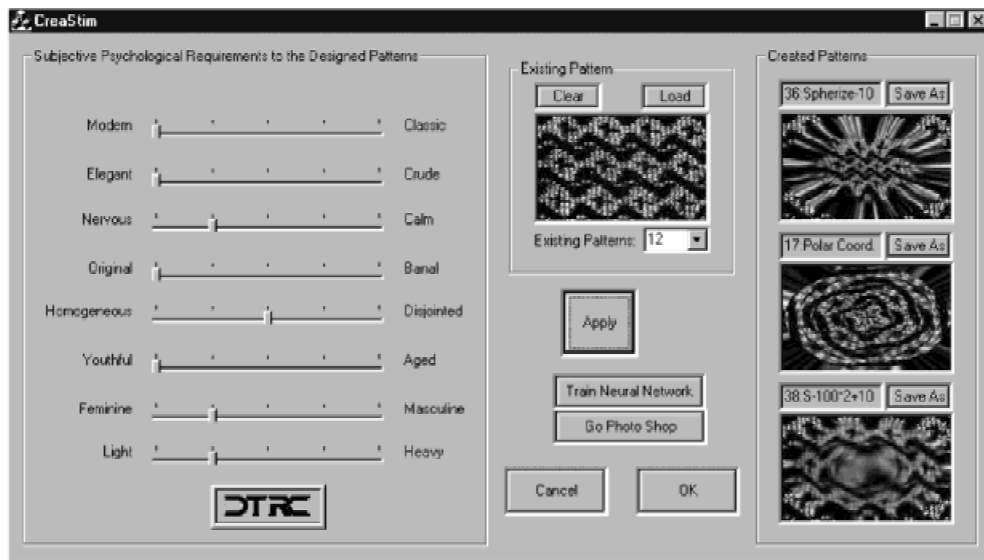 CreaStim
Subjective Psychological Requirements to the Designed Patterns
Modern Classic
Elegant Crude
Nervous Calm
Original Banal
Homogeneous Disjointed
Youthful Aged
Feminine Masculine
Light Heavy
DTRC
Existing Pattern
Clear Load
Existing Patterns: 12
Apply
Train Neural Network
Go Photo Shop
Cancel OK
Created Patterns
36.Spherize-10 Save As
17.Polar Coord. Save As
38.S-100*2+10 Save As